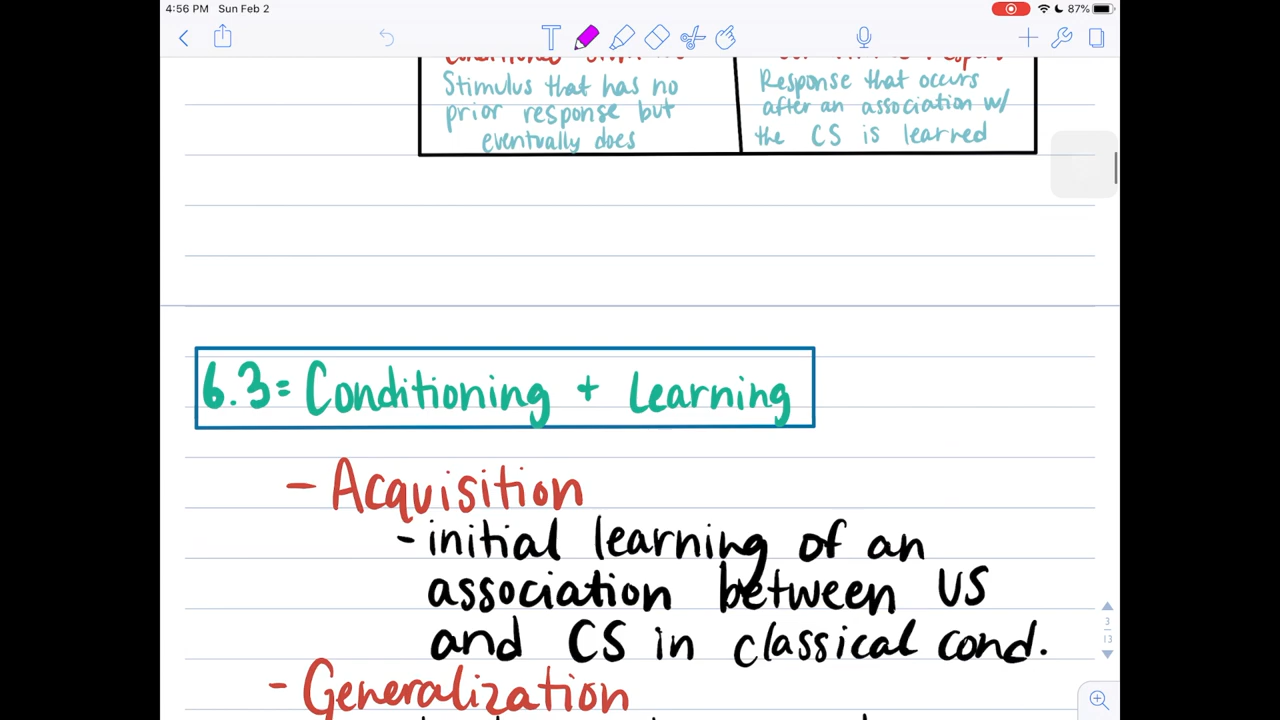 4:56 PM Sun Feb 2
87%
Stimulus that has no
prior response but
eventually does
Response that occurs
after an association w/
the CS is learned
6.3= Conditioning + Learning
- Acquisition
- initial learning of an
association between US
and CS in classical cond.
- Generalization
3
13